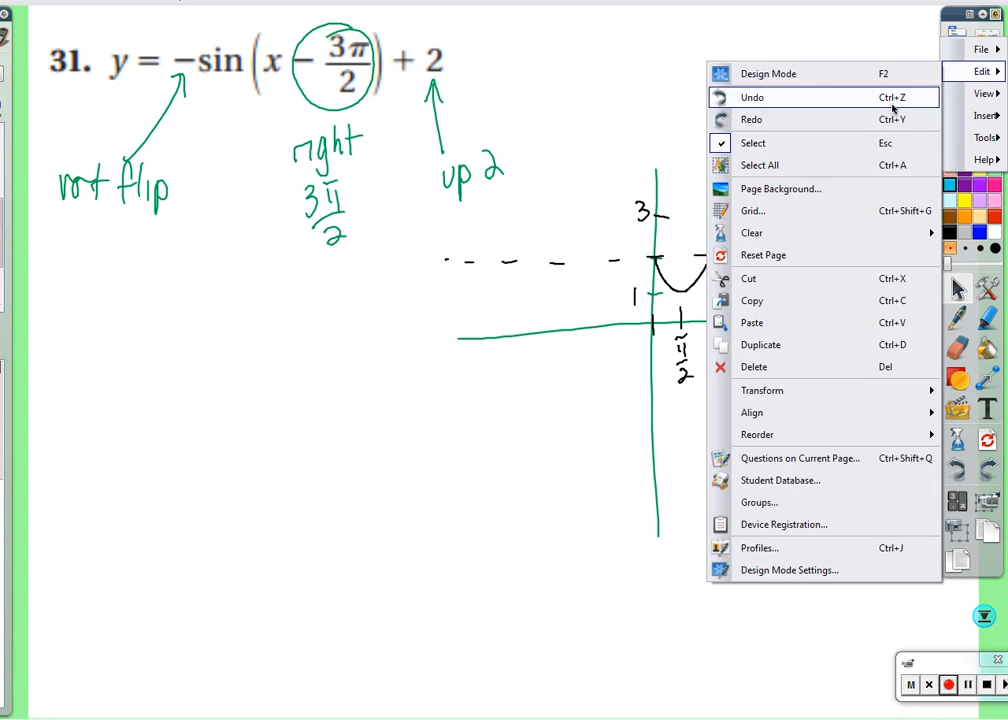 31. y = −sin (x − 3π/2) + 2
right
3π/2
vert flip
up 2
3
1
π/2
Design Mode F2
Undo Ctrl+Z
Redo Ctrl+Y
Select Esc
Select All Ctrl+A
Page Background...
Grid... Ctrl+Shift+G
Clear
Reset Page
Cut Ctrl+X
Copy Ctrl+C
Paste Ctrl+V
Duplicate Ctrl+D
Delete Del
Transform
Align
Reorder
Questions on Current Page... Ctrl+Shift+Q
Student Database...
Groups...
Device Registration...
Profiles... Ctrl+J
Design Mode Settings...
File
Edit
View
Insert
Tools
Help
T
M